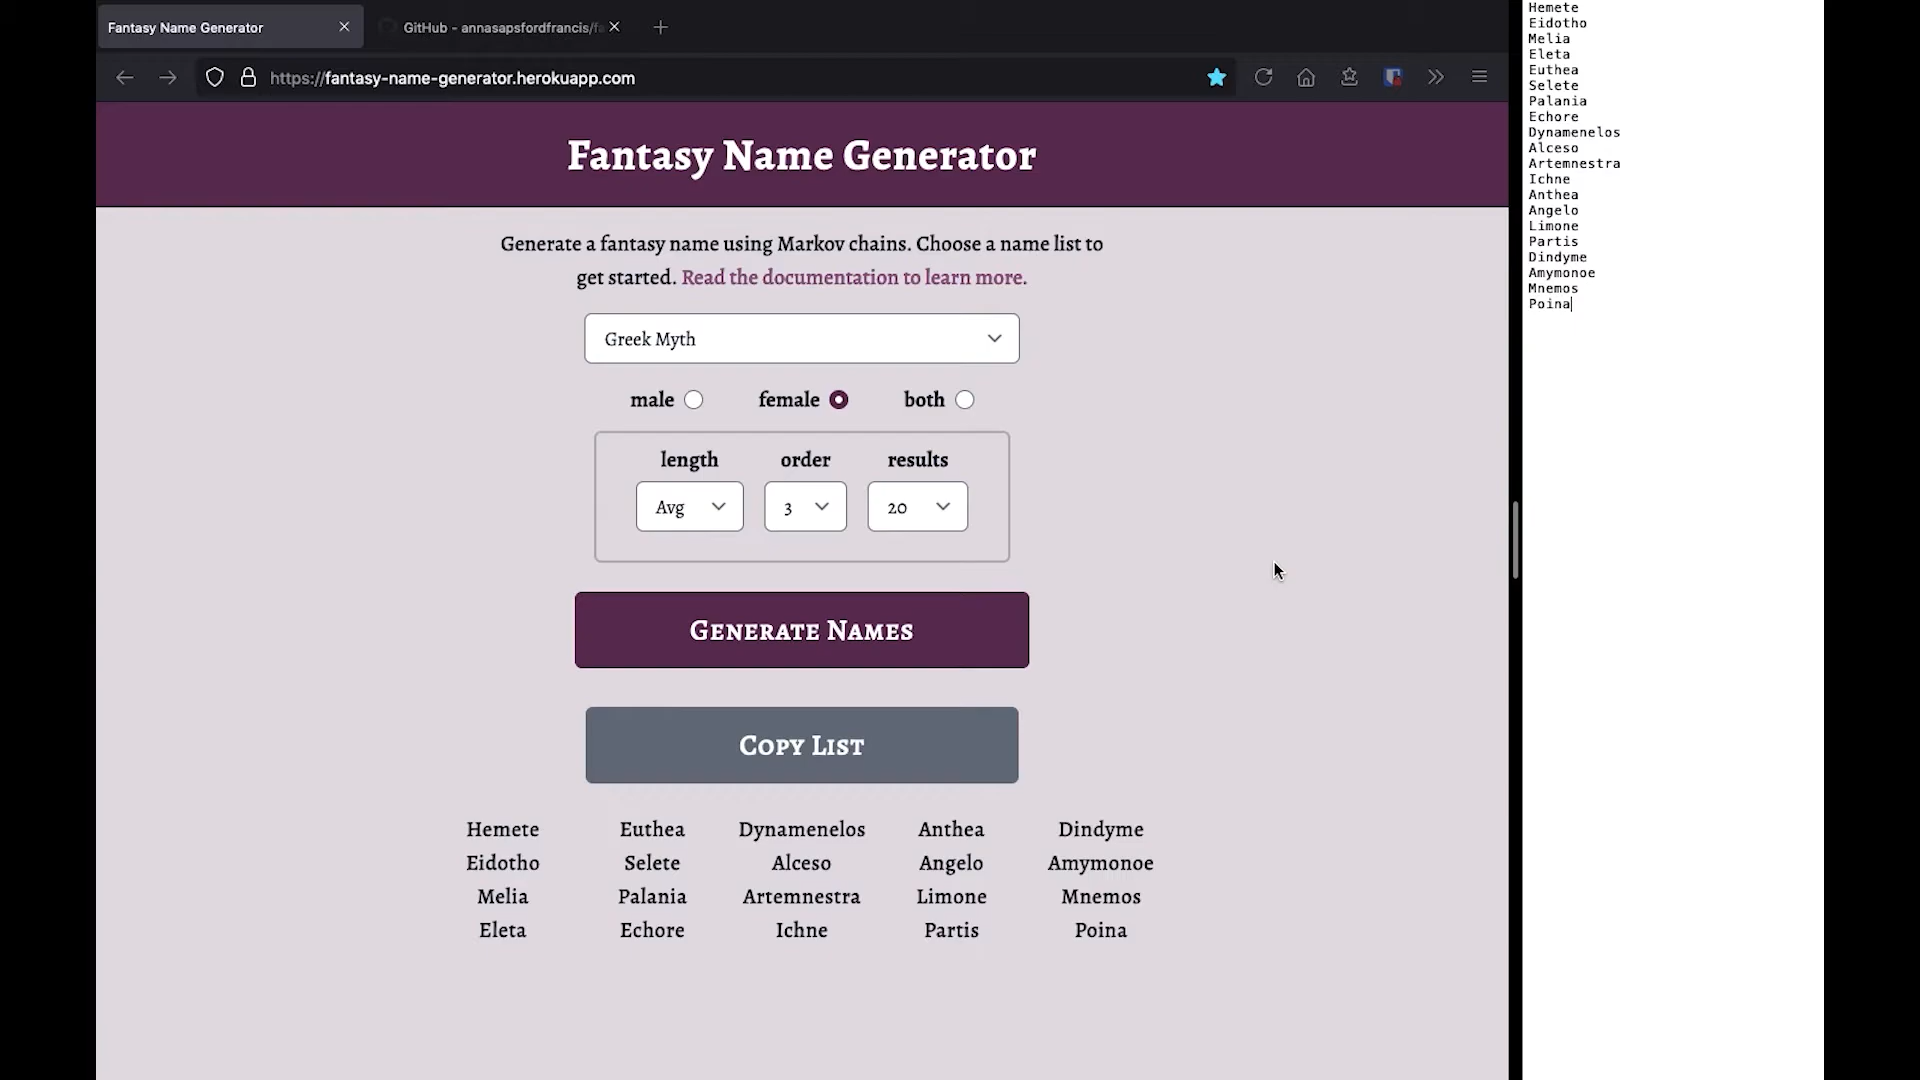 Fantasy Name Generator
GitHub - annasapsfordfrancis/fa
https://fantasy-name-generator.herokuapp.com
Fantasy Name Generator
Generate a fantasy name using Markov chains. Choose a name list to
get started. Read the documentation to learn more.
Greek Myth
male female both
length order results
Avg 3 20
Generate Names
Copy List
Hemete Euthea Dynamenelos Anthea Dindyme
Eidotho Selete Alceso Angelo Amymonoe
Melia Palania Artemnestra Limone Mnemos
Eleta Echore Ichne Partis Poina
Hemete
Eidotho
Melia
Eleta
Euthea
Selete
Palania
Echore
Dynamenelos
Alceso
Artemnestra
Ichne
Anthea
Angelo
Limone
Partis
Dindyme
Amymonoe
Mnemos
Poina